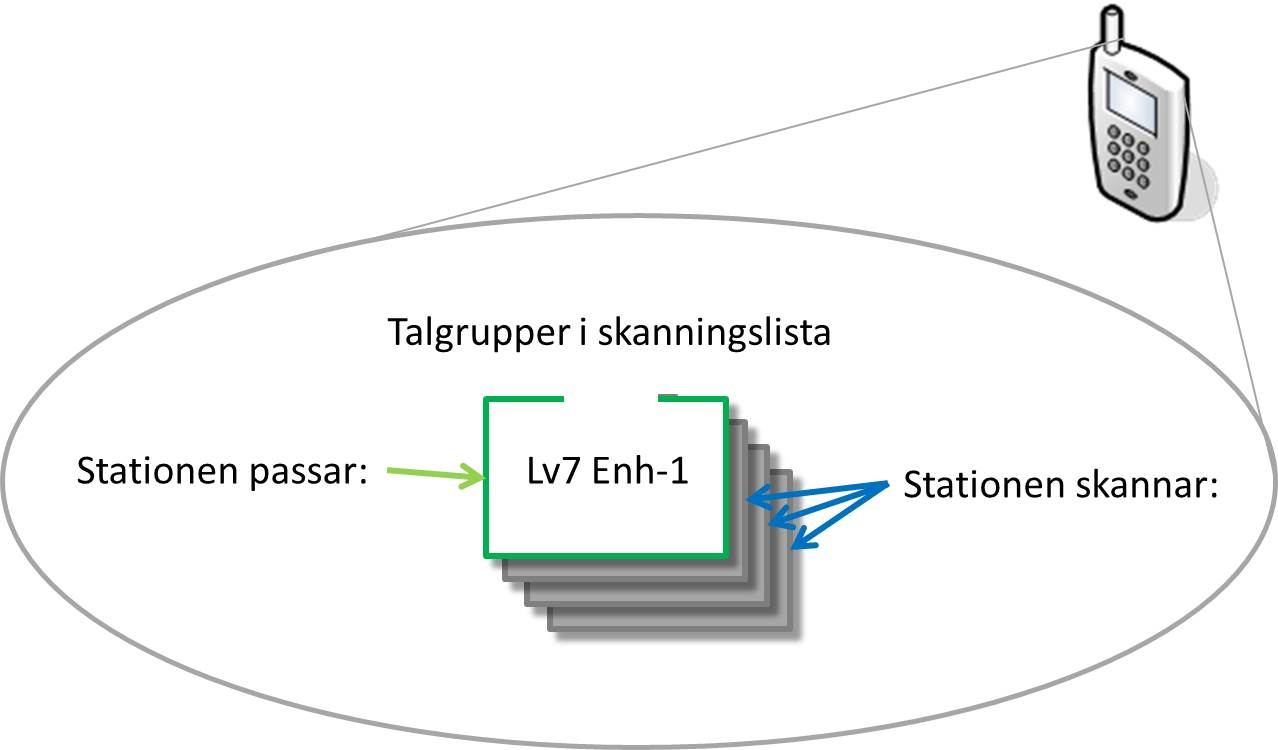 Talgrupper i skanningslista
Stationen passar:
Lv7 Enh-1
Stationen skannar: